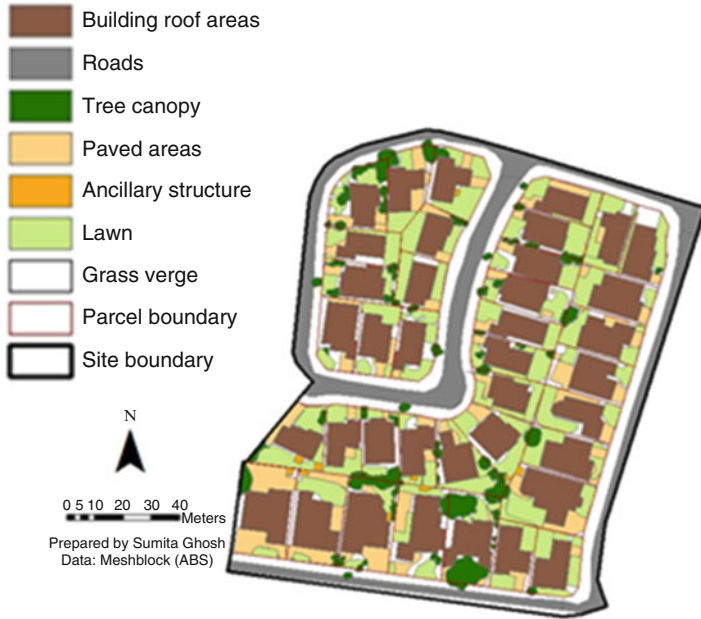 Building roof areas
Roads
Tree canopy
Paved areas
Ancillary structure
Lawn
Grass verge
Parcel boundary
Site boundary
N
0 5 10 20 30 40
Meters
Prepared by Sumita Ghosh
Data: Meshblock (ABS)